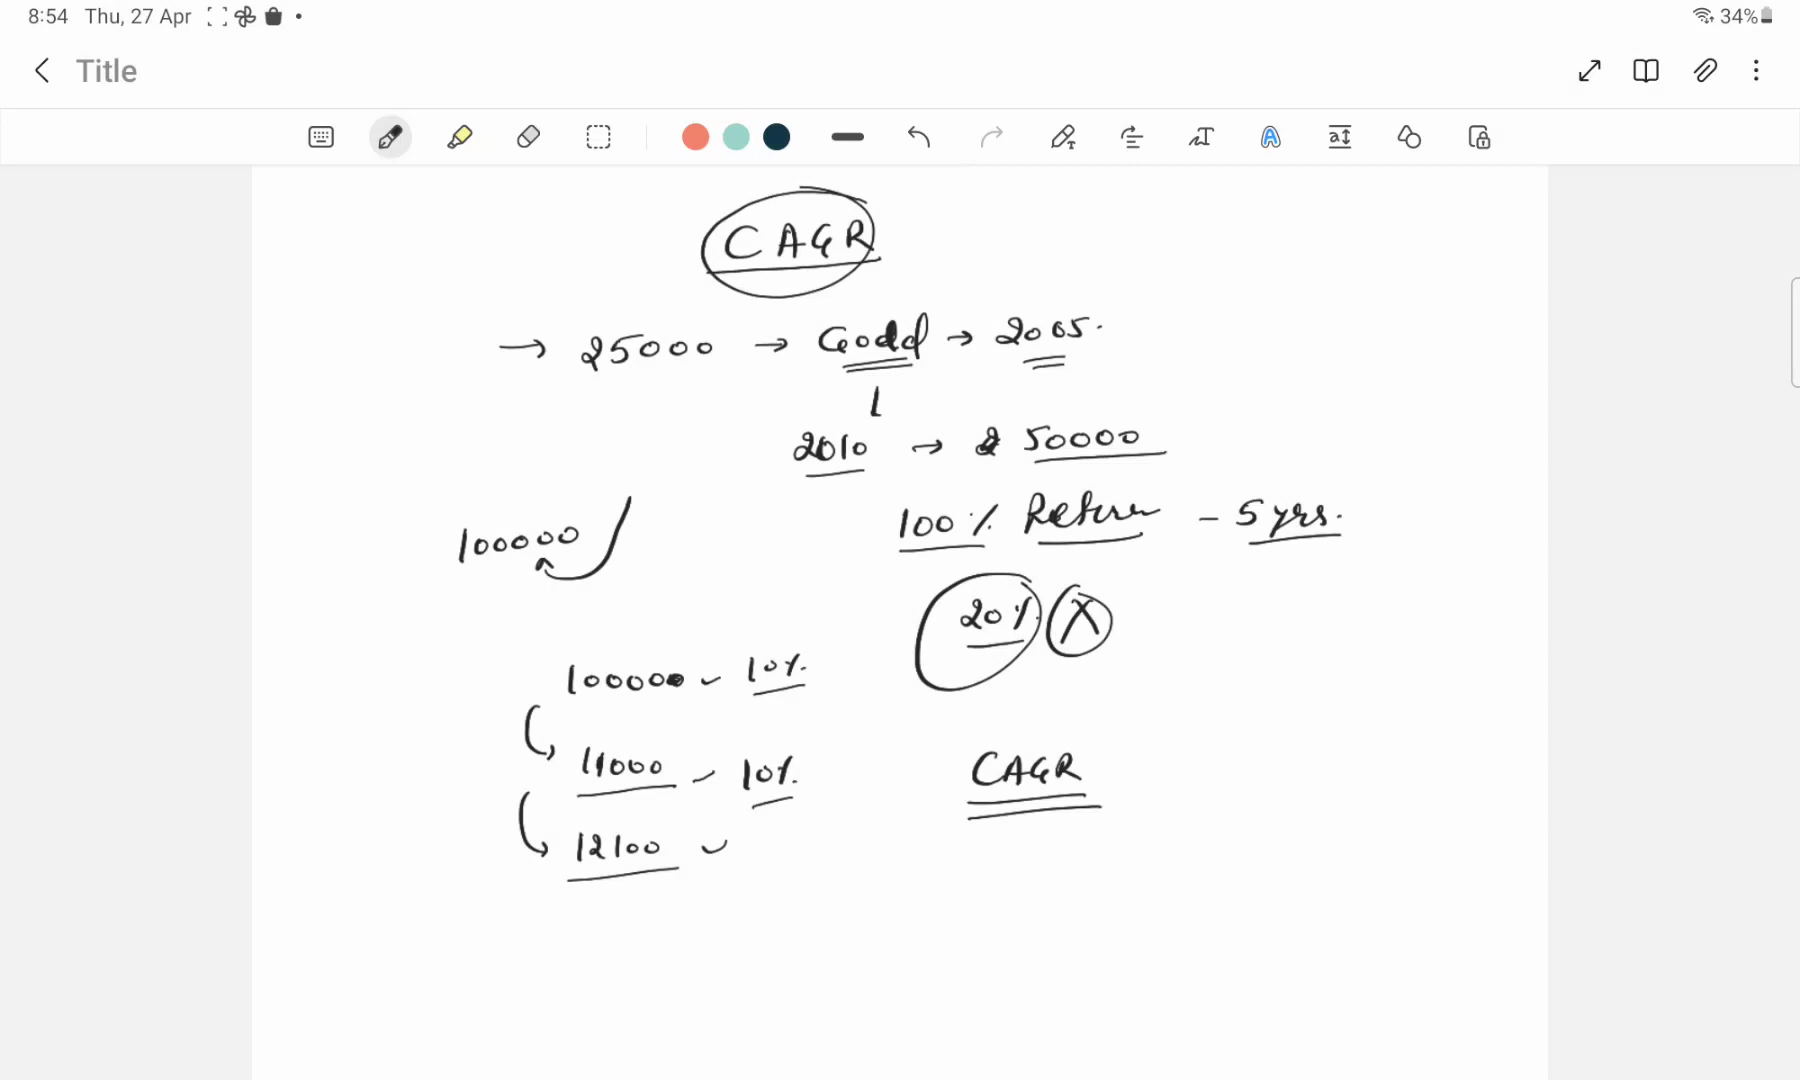 8:54 Thu, 27 Apr 34%
Title
CAGR
→ 25000 → Godd → 2005.
2010 → 50000
100% Return - 5 yrs.
100000
20% X
100000 - 10%
11000 - 10%
CAGR
12100